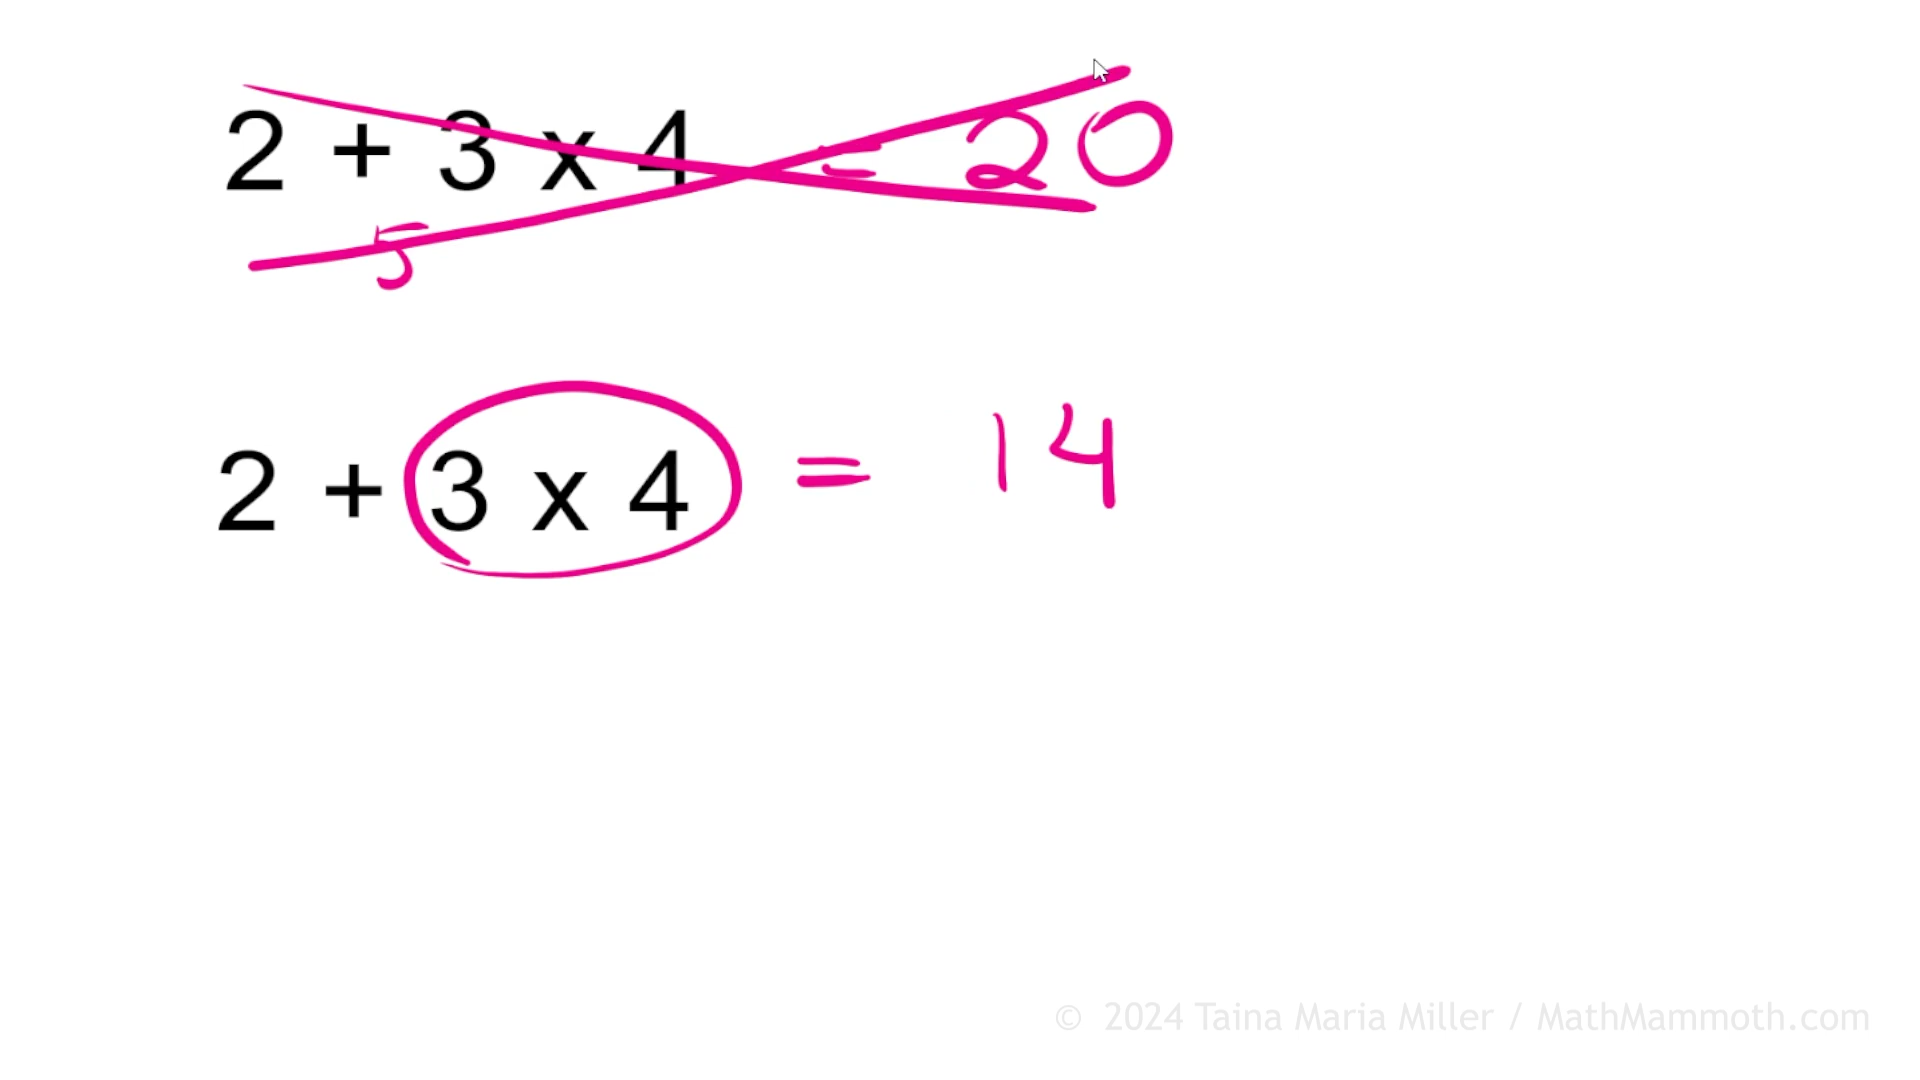 2 + 3 x 4 = 20
5
2 + 3 x 4 = 14
© 2024 Taina Maria Miller / MathMammoth.com